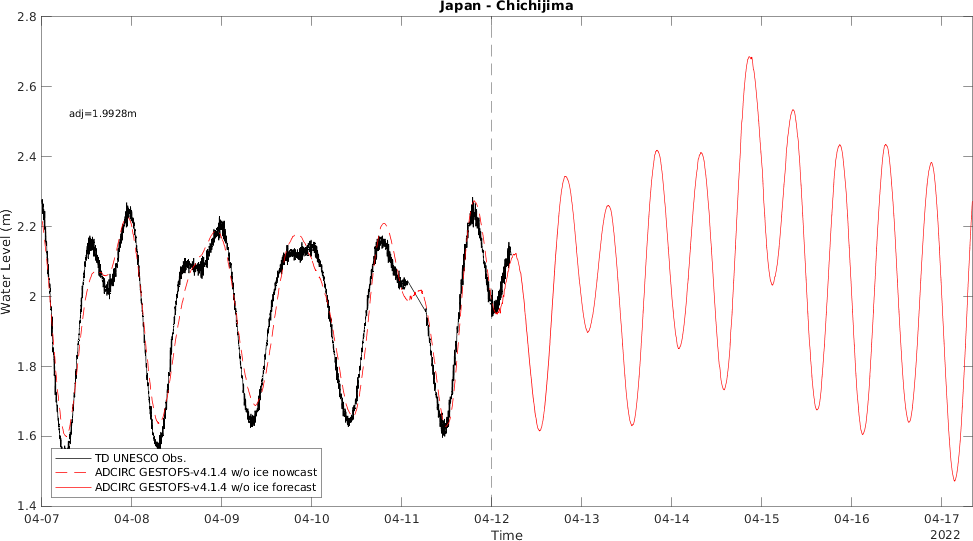 Japan - Chichijima
2.8
2.6
2.4
2.2
2
1.8
1.6
1.4
Water Level (m)
adj=1.9928m
TD UNESCO Obs.
ADCIRC GESTOFS-v4.1.4 w/o ice nowcast
ADCIRC GESTOFS-v4.1.4 w/o ice forecast
04-07 04-08 04-09 04-10 04-11 04-12 04-13 04-14 04-15 04-16 04-17
Time
2022